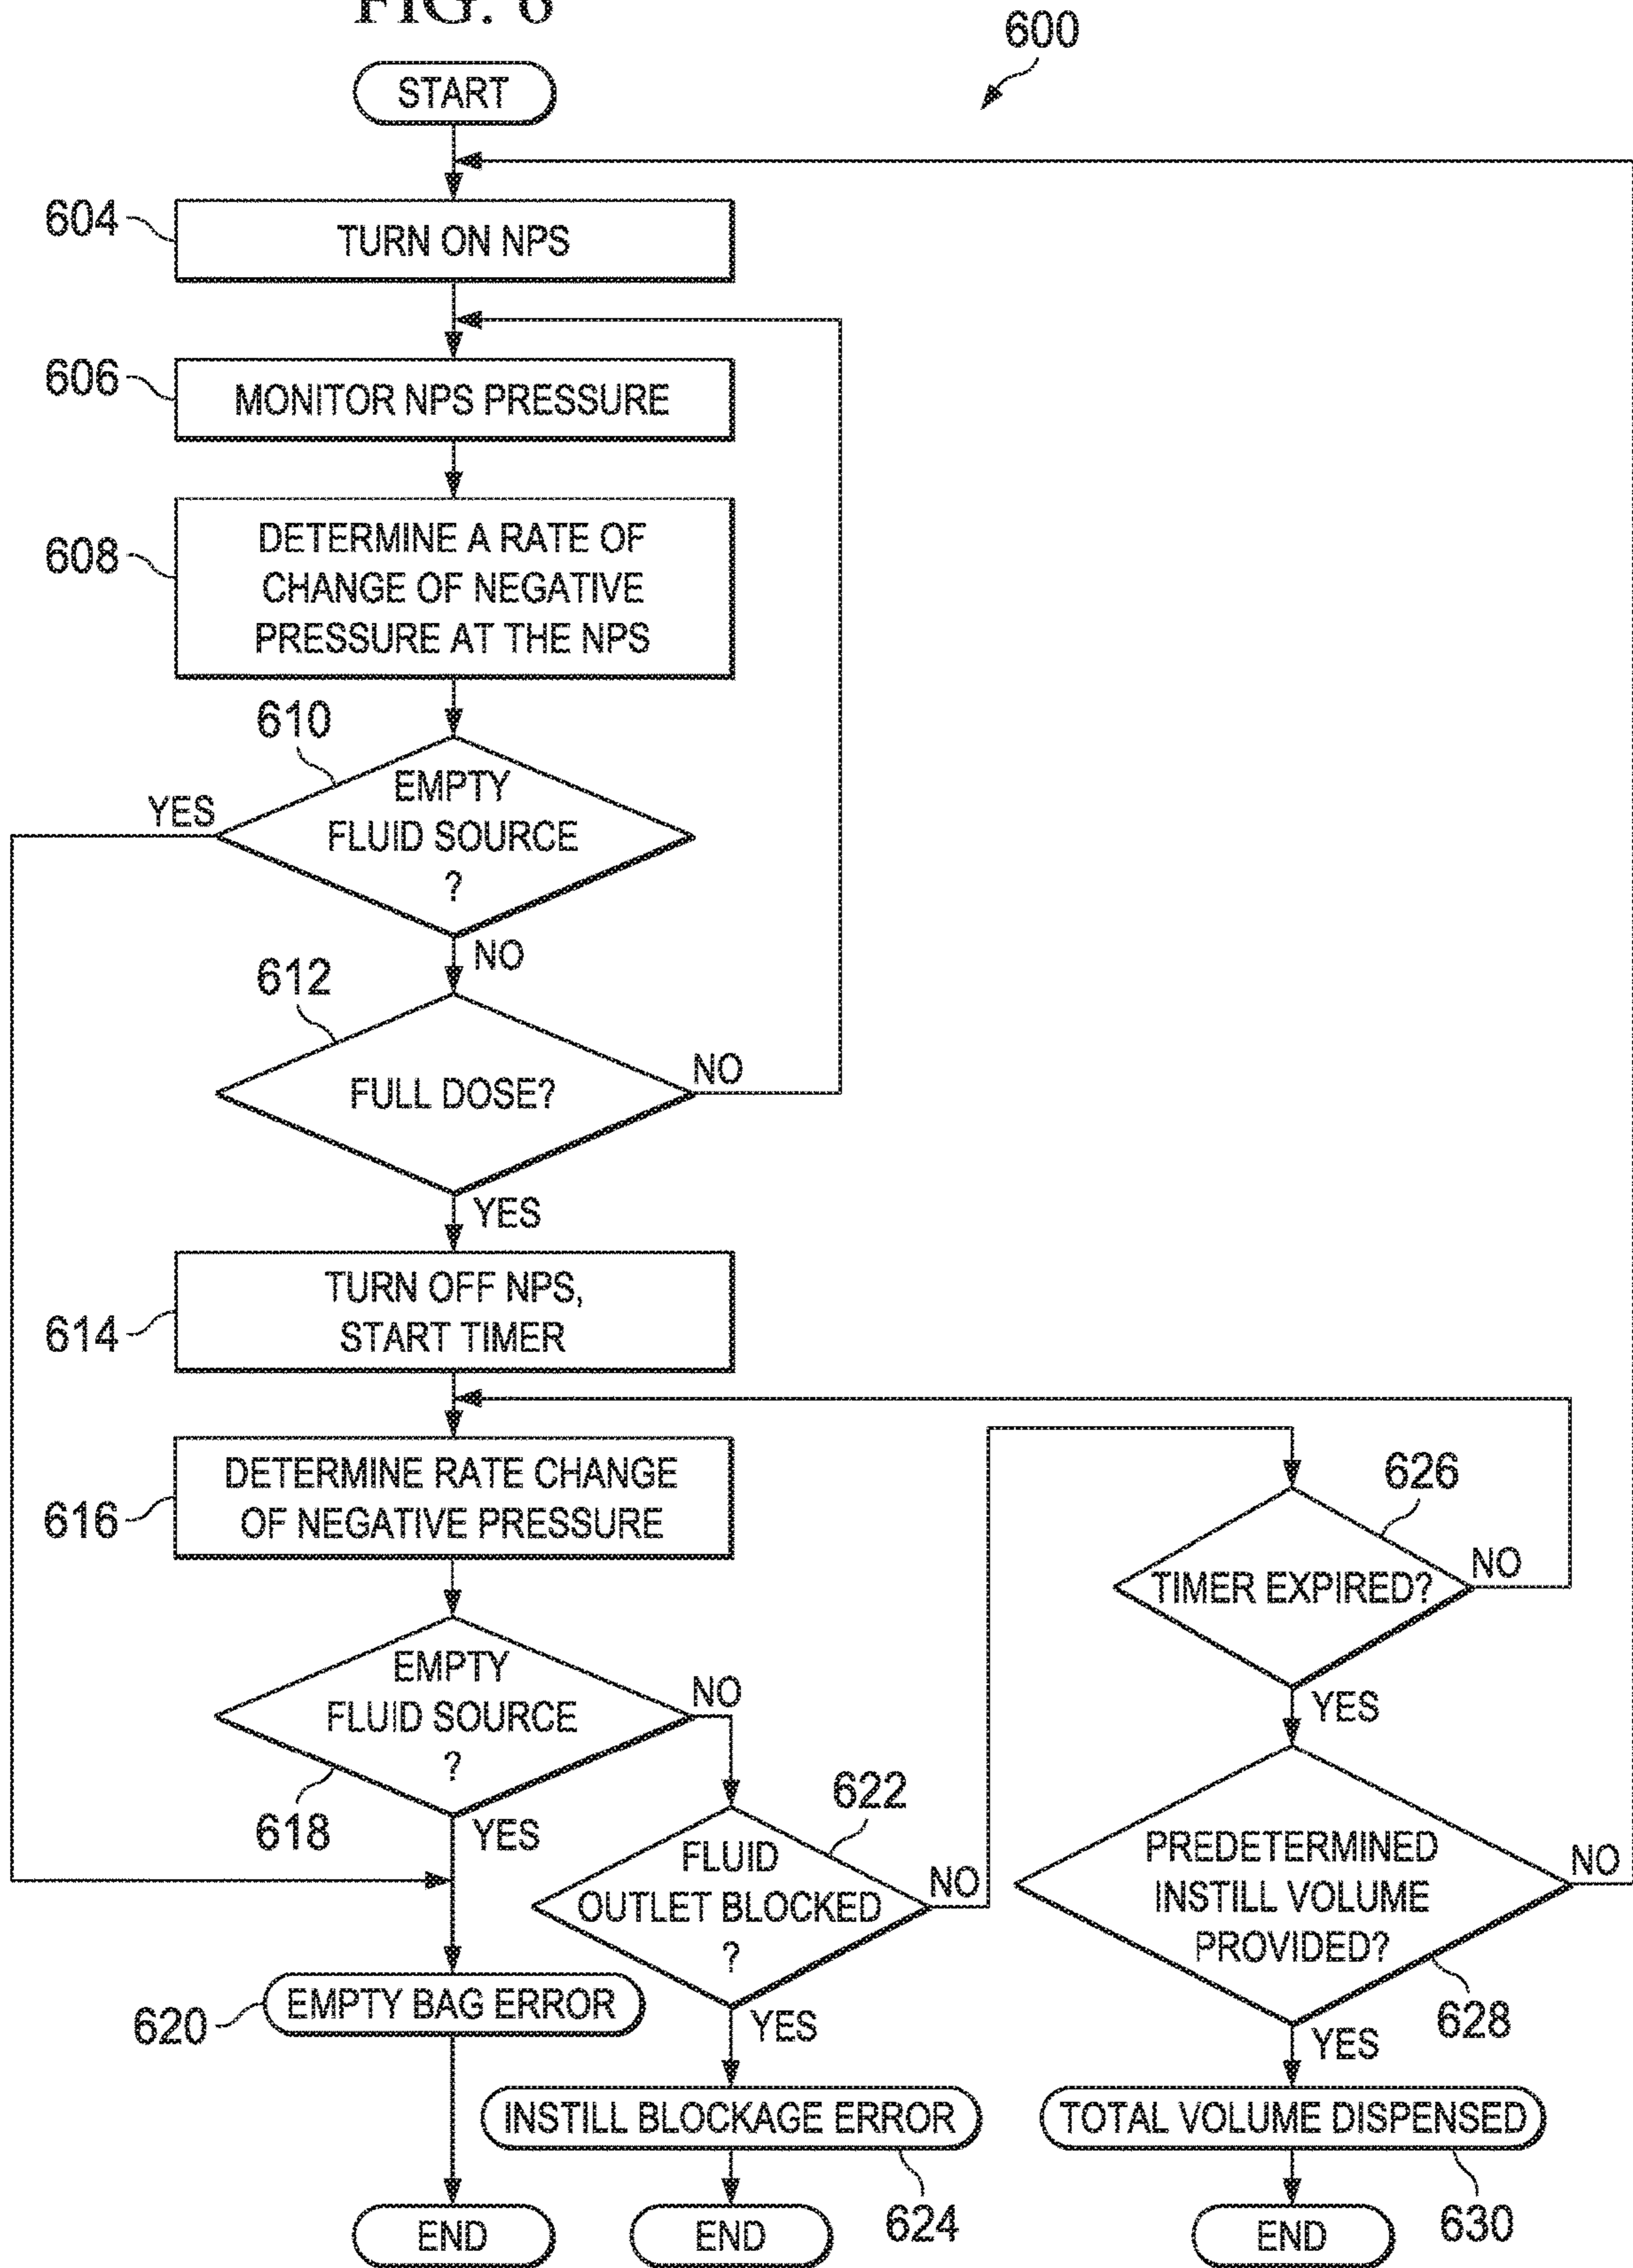 FIG. 6
600
START
604
TURN ON NPS
606
MONITOR NPS PRESSURE
608
DETERMINE A RATE OF
CHANGE OF NEGATIVE
PRESSURE AT THE NPS
610
YES
EMPTY
FLUID SOURCE
?
NO
612
FULL DOSE?
NO
YES
614
TURN OFF NPS,
START TIMER
616
DETERMINE RATE CHANGE
OF NEGATIVE PRESSURE
626
TIMER EXPIRED?
NO
YES
EMPTY
FLUID SOURCE
?
NO
618
YES
622
FLUID
OUTLET BLOCKED
?
NO
YES
PREDETERMINED
INSTILL VOLUME
PROVIDED?
NO
628
YES
620
EMPTY BAG ERROR
INSTILL BLOCKAGE ERROR
624
TOTAL VOLUME DISPENSED
630
END
END
END